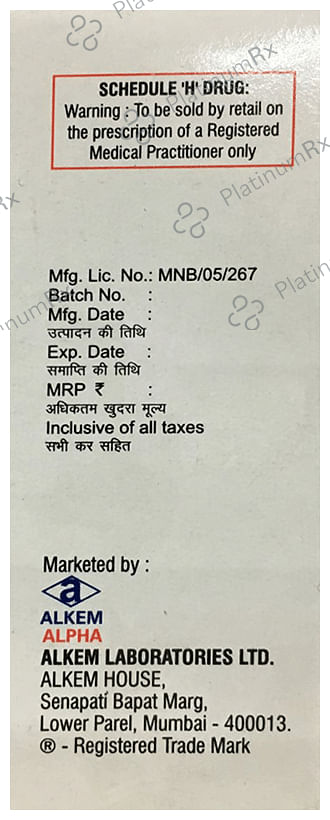 SCHEDULE 'H' DRUG:
Warning : To be sold by retail on
the prescription of a Registered
Medical Practitioner only
Mfg. Lic. No.: MNB/05/267
Batch No. :
Mfg. Date :
उत्पादन की तिथि
Exp. Date :
समाप्ति की तिथि
MRP ₹ :
अधिकतम खुदरा मूल्य
Inclusive of all taxes
सभी कर सहित
Marketed by :
a
ALKEM
ALPHA
ALKEM LABORATORIES LTD.
ALKEM HOUSE,
Senapati Bapat Marg,
Lower Parel, Mumbai - 400013.
® - Registered Trade Mark
PlatinumRx
PlatinumRx
PlatinumRx